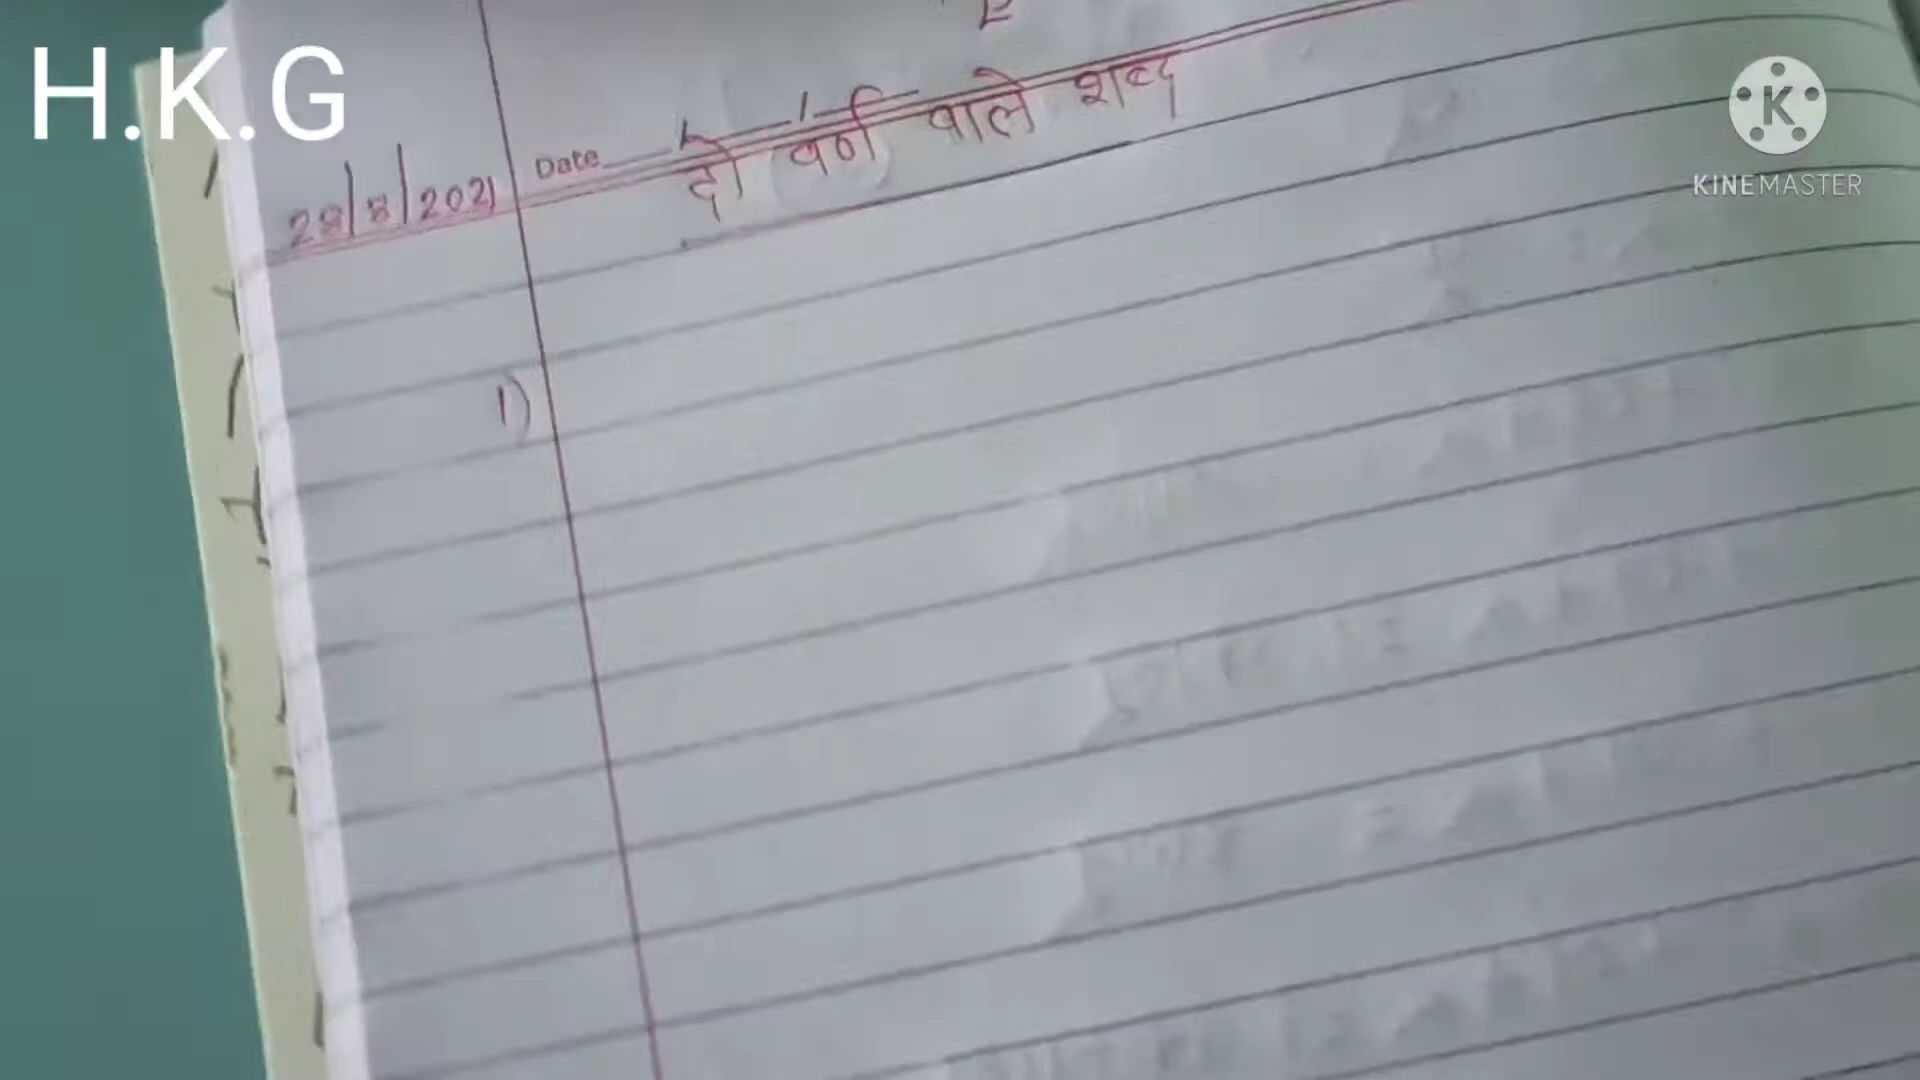 H.K.G
K
KINEMASTER
Date
दो वर्ण वाले शब्द
28/8/2021
1)